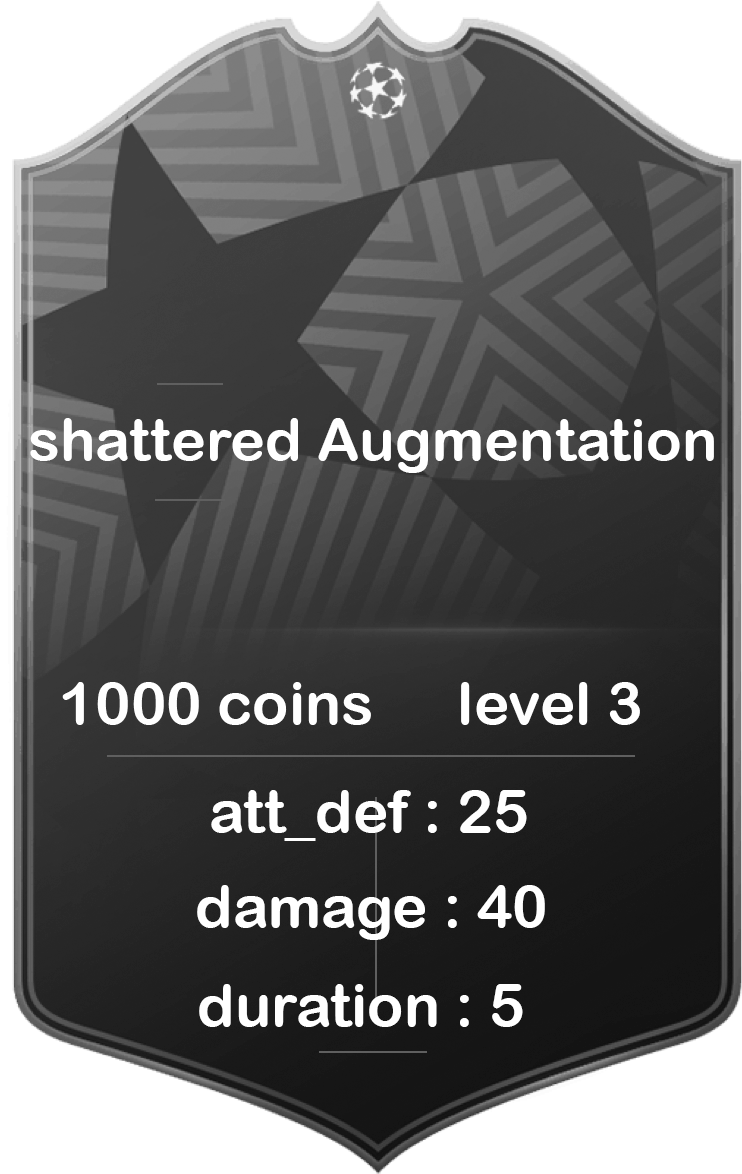 shattered Augmentation
1000 coins level 3
att_def : 25
damage : 40
duration : 5